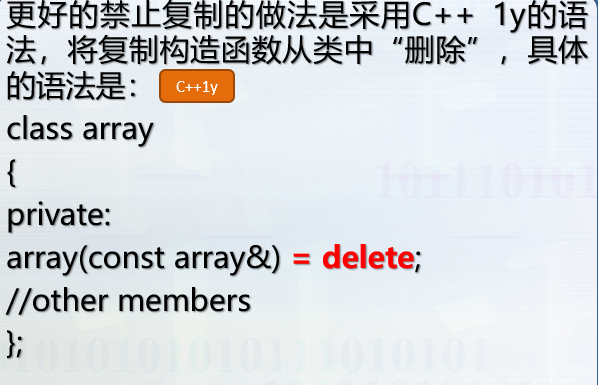 更好的禁止复制的做法是采用C++ 1y的语
法，将复制构造函数从类中“删除”，具体
的语法是： C++1y
class array
{
private:
array(const array&) = delete;
//other members
};
101110101
10101010111010101